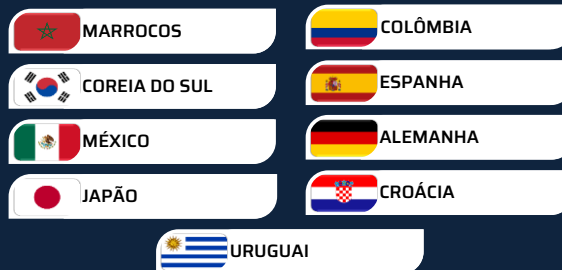 MARROCOS
COREIA DO SUL
MÉXICO
JAPÃO
COLÔMBIA
ESPANHA
ALEMANHA
CROÁCIA
URUGUAI